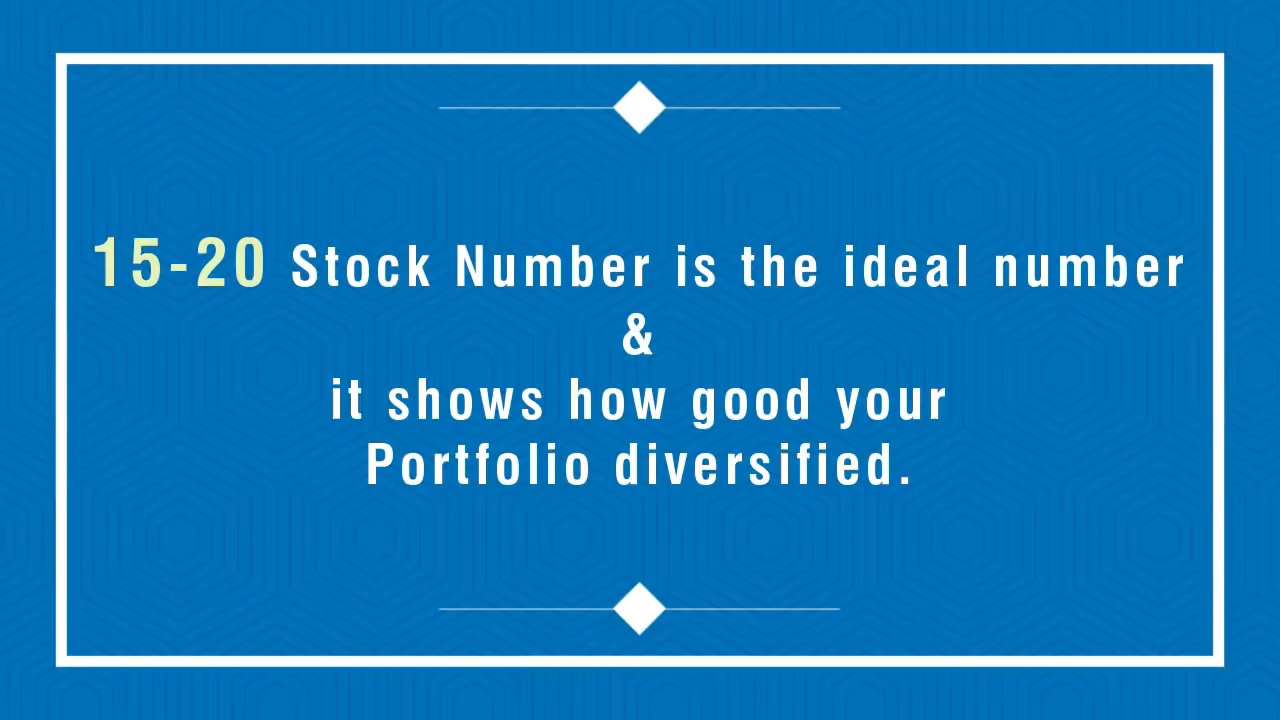 15-20 Stock Number is the ideal number
&
it shows how good your
Portfolio diversified.